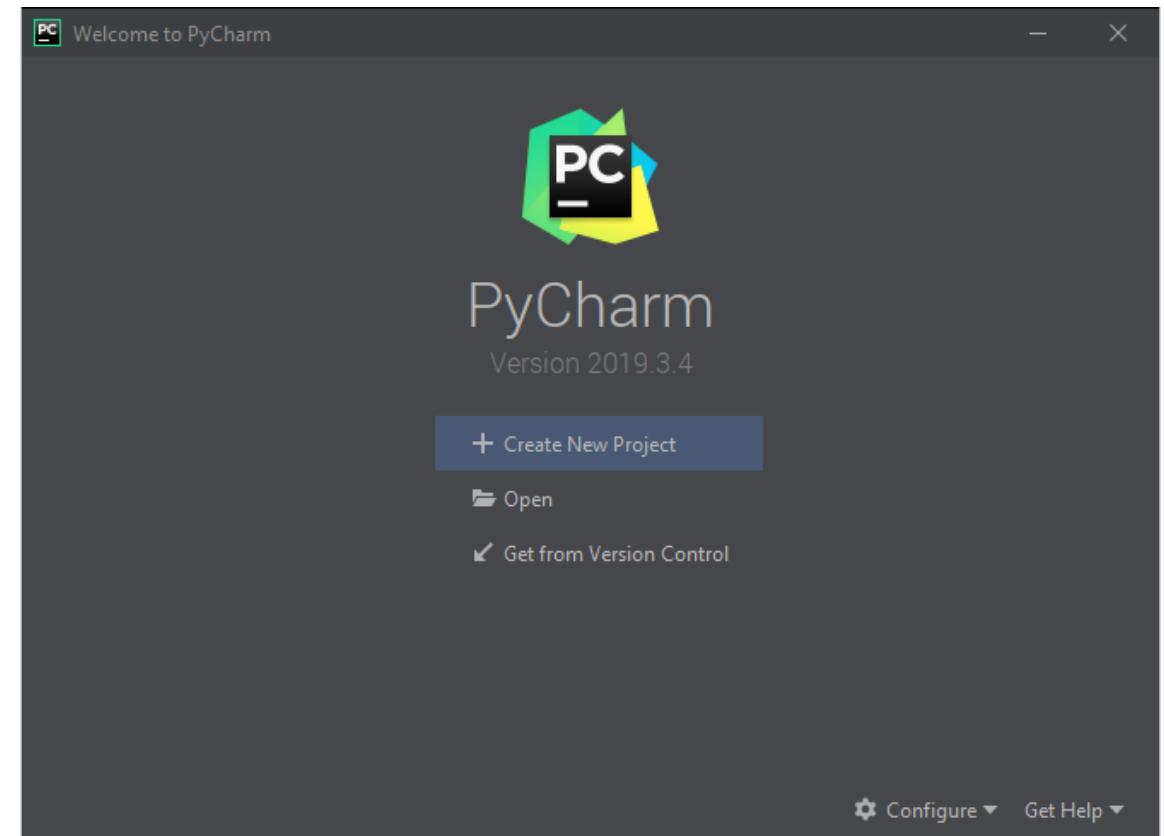 PC Welcome to PyCharm
PC
PyCharm
Version 2019.3.4
Create New Project
Open
Get from Version Control
Configure Get Help